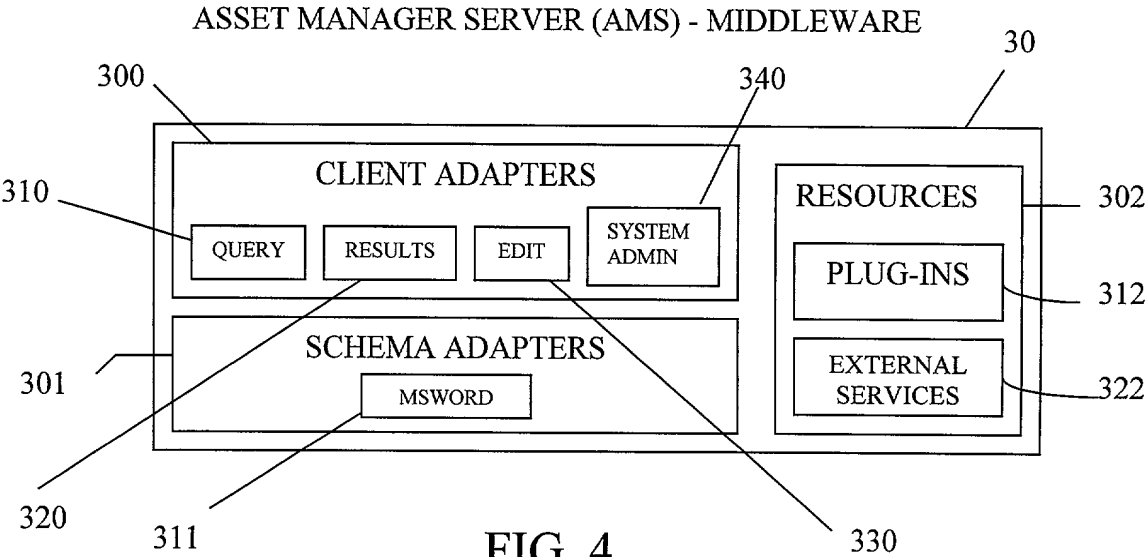 ASSET MANAGER SERVER (AMS) - MIDDLEWARE
30
300
340
CLIENT ADAPTERS
310
QUERY
RESULTS
EDIT
SYSTEM
ADMIN
RESOURCES
302
PLUG-INS
312
EXTERNAL
SERVICES
322
SCHEMA ADAPTERS
301
MSWORD
320
311
330
FIG. 4